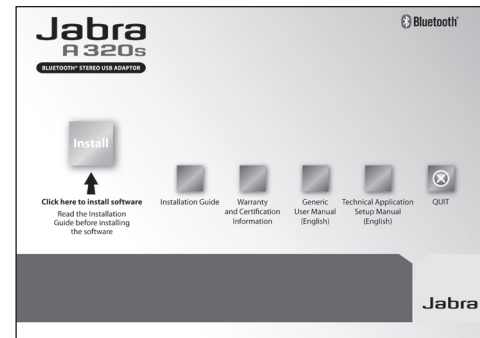 Jabra
A 320s
BLUETOOTH® STEREO USB ADAPTOR
Bluetooth®
Install
Click here to install software
Read the Installation
Guide before installing
the software
Installation Guide
Warranty
and Certification
Information
Generic
User Manual
(English)
Technical Application
Setup Manual
(English)
QUIT
Jabra